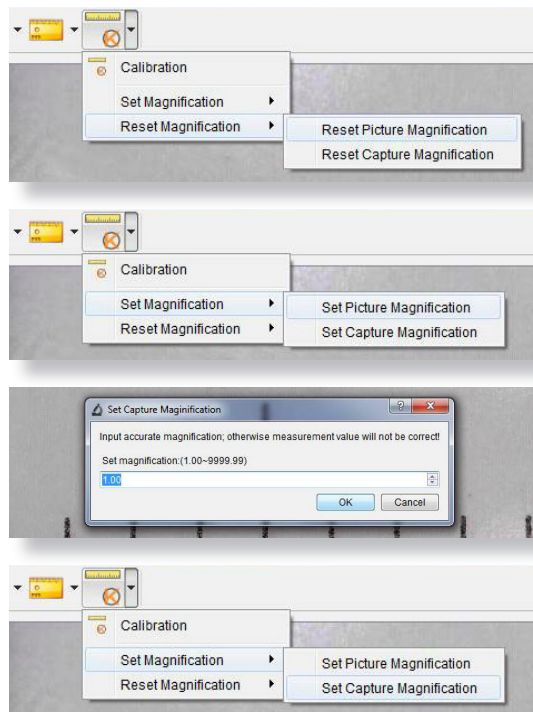 Calibration
Set Magnification
Reset Magnification
Reset Picture Magnification
Reset Capture Magnification
Calibration
Set Magnification
Set Picture Magnification
Reset Magnification
Set Capture Magnification
Set Capture Maginification
Input accurate magnification; otherwise measurement value will not be correct!
Set magnification:(1.00~9999.99)
1.00
OK Cancel
Calibration
Set Magnification
Set Picture Magnification
Reset Magnification
Set Capture Magnification